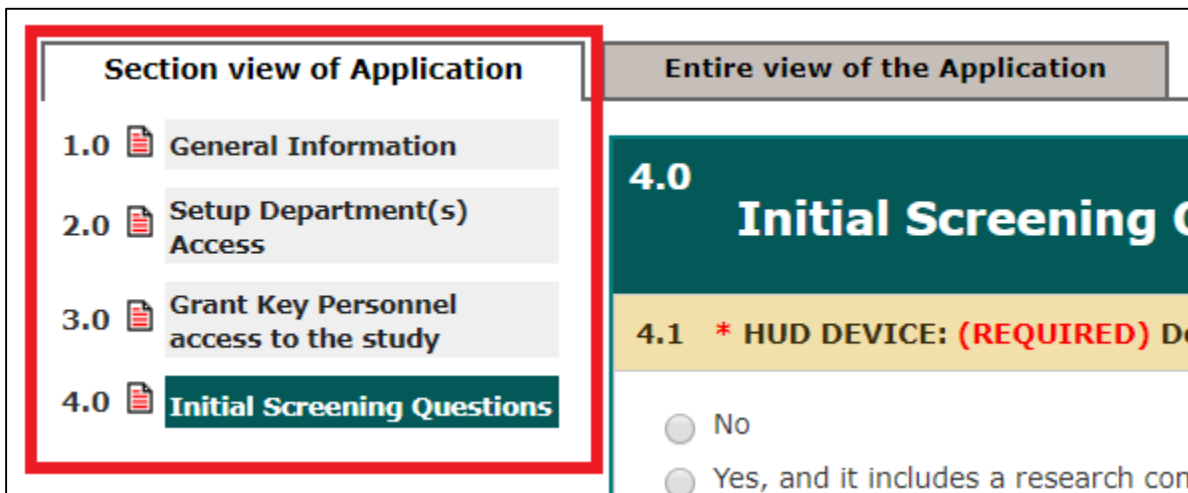 Section view of Application
Entire view of the Application
1.0 General Information
2.0 Setup Department(s)
Access
3.0 Grant Key Personnel
access to the study
4.0 Initial Screening Questions
4.0
Initial Screening
4.1 * HUD DEVICE: (REQUIRED)
No
Yes, and it includes a research